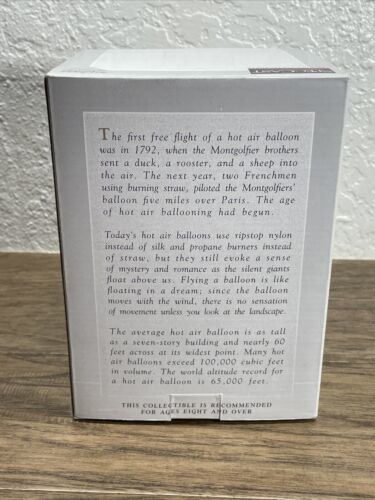 The first free flight of a hot air balloon
was in 1792, when the Montgolfier brothers
sent a duck, a rooster, and a sheep into
the air. The next year, two Frenchmen
using burning straw, piloted the Montgolfiers'
balloon five miles over Paris. The age
of hot air ballooning had begun.
Today's hot air balloons use ripstop nylon
instead of silk and propane burners instead
of straw, but they still evoke a sense
of mystery and romance as the silent giants
float above us. Flying a balloon is like
floating in a dream; since the balloon
moves with the wind, there is no sensation
of movement unless you look at the landscape.
The average hot air balloon is as tall
as a seven-story building and nearly 60
feet across at its widest point. Many hot
air balloons exceed 100,000 cubic feet
in volume. The world altitude record for
a hot air balloon is 65,000 feet.
THIS COLLECTIBLE IS RECOMMENDED
FOR AGES EIGHT AND OVER